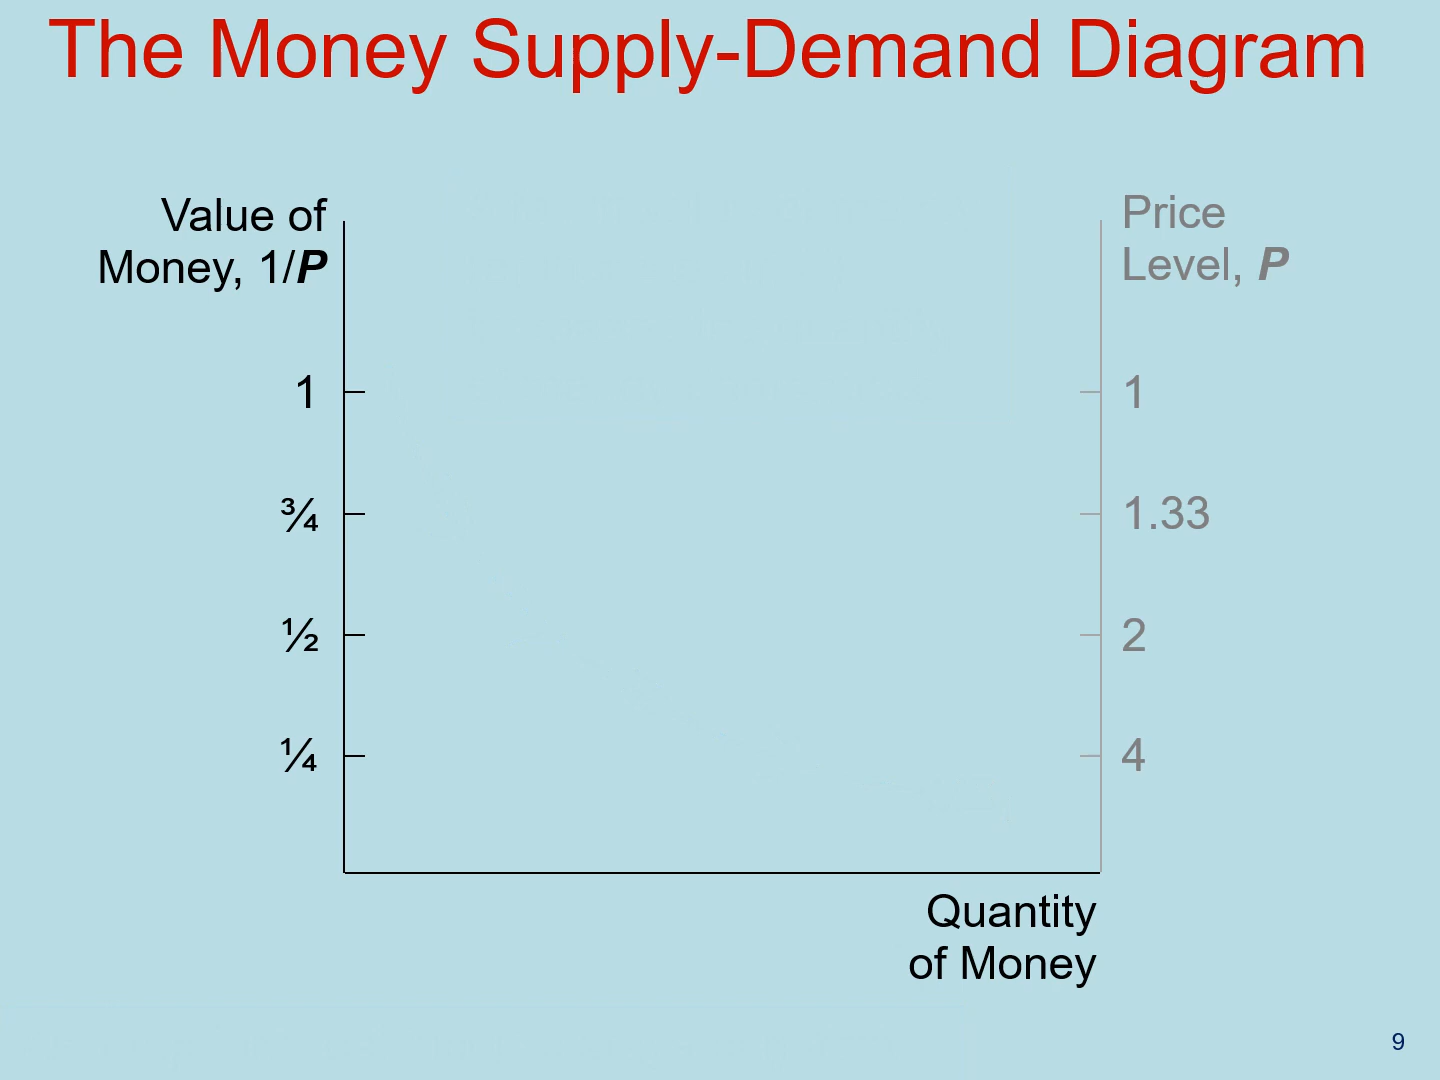 The Money Supply-Demand Diagram
Value of
Money, 1/P
Price
Level, P
1
1
¾
1.33
½
2
¼
4
Quantity
of Money
9